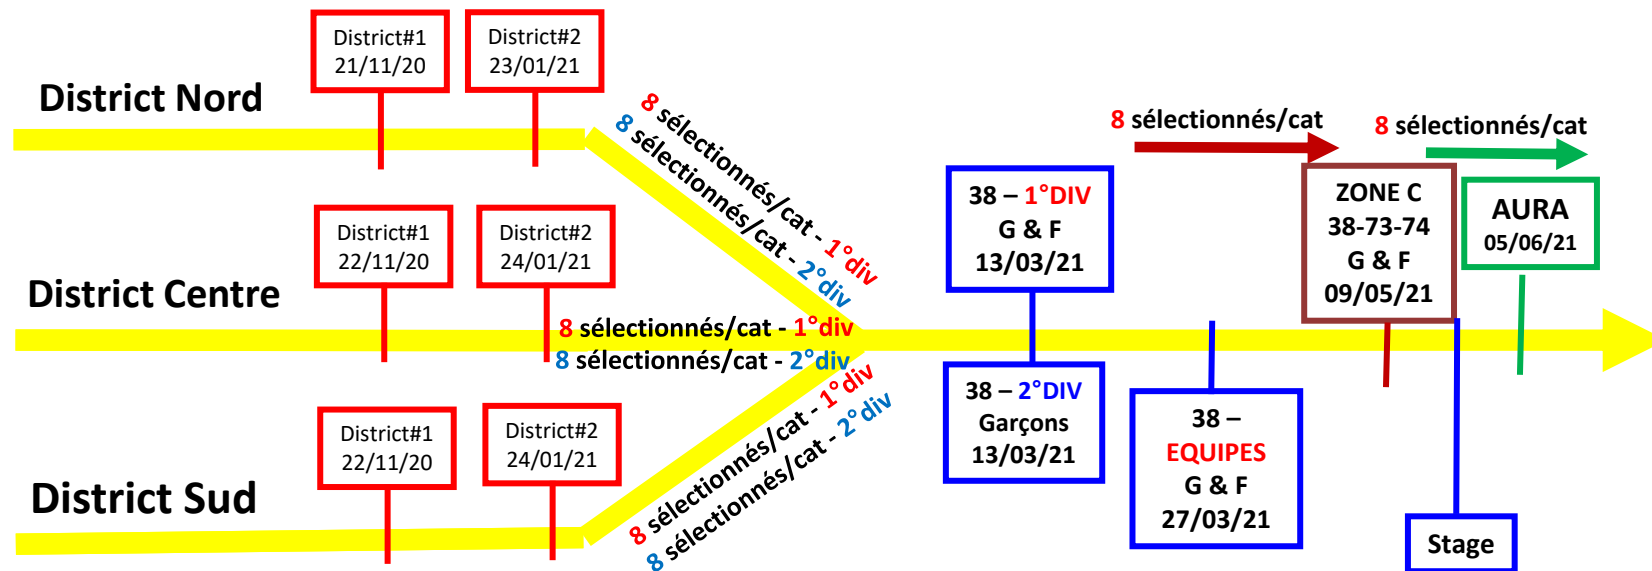 District Nord
District#1
21/11/20
District#2
23/01/21
8 sélectionnés/cat - 1°div
8 sélectionnés/cat - 2°div
District Centre
District#1
22/11/20
District#2
24/01/21
8 sélectionnés/cat - 1°div
8 sélectionnés/cat - 2°div
District Sud
District#1
22/11/20
District#2
24/01/21
8 sélectionnés/cat - 1°div
8 sélectionnés/cat - 2°div
38 – 1°DIV
G & F
13/03/21
38 – 2°DIV
Garçons
13/03/21
38 –
EQUIPES
G & F
27/03/21
8 sélectionnés/cat
ZONE C
38-73-74
G & F
09/05/21
Stage
8 sélectionnés/cat
AURA
05/06/21